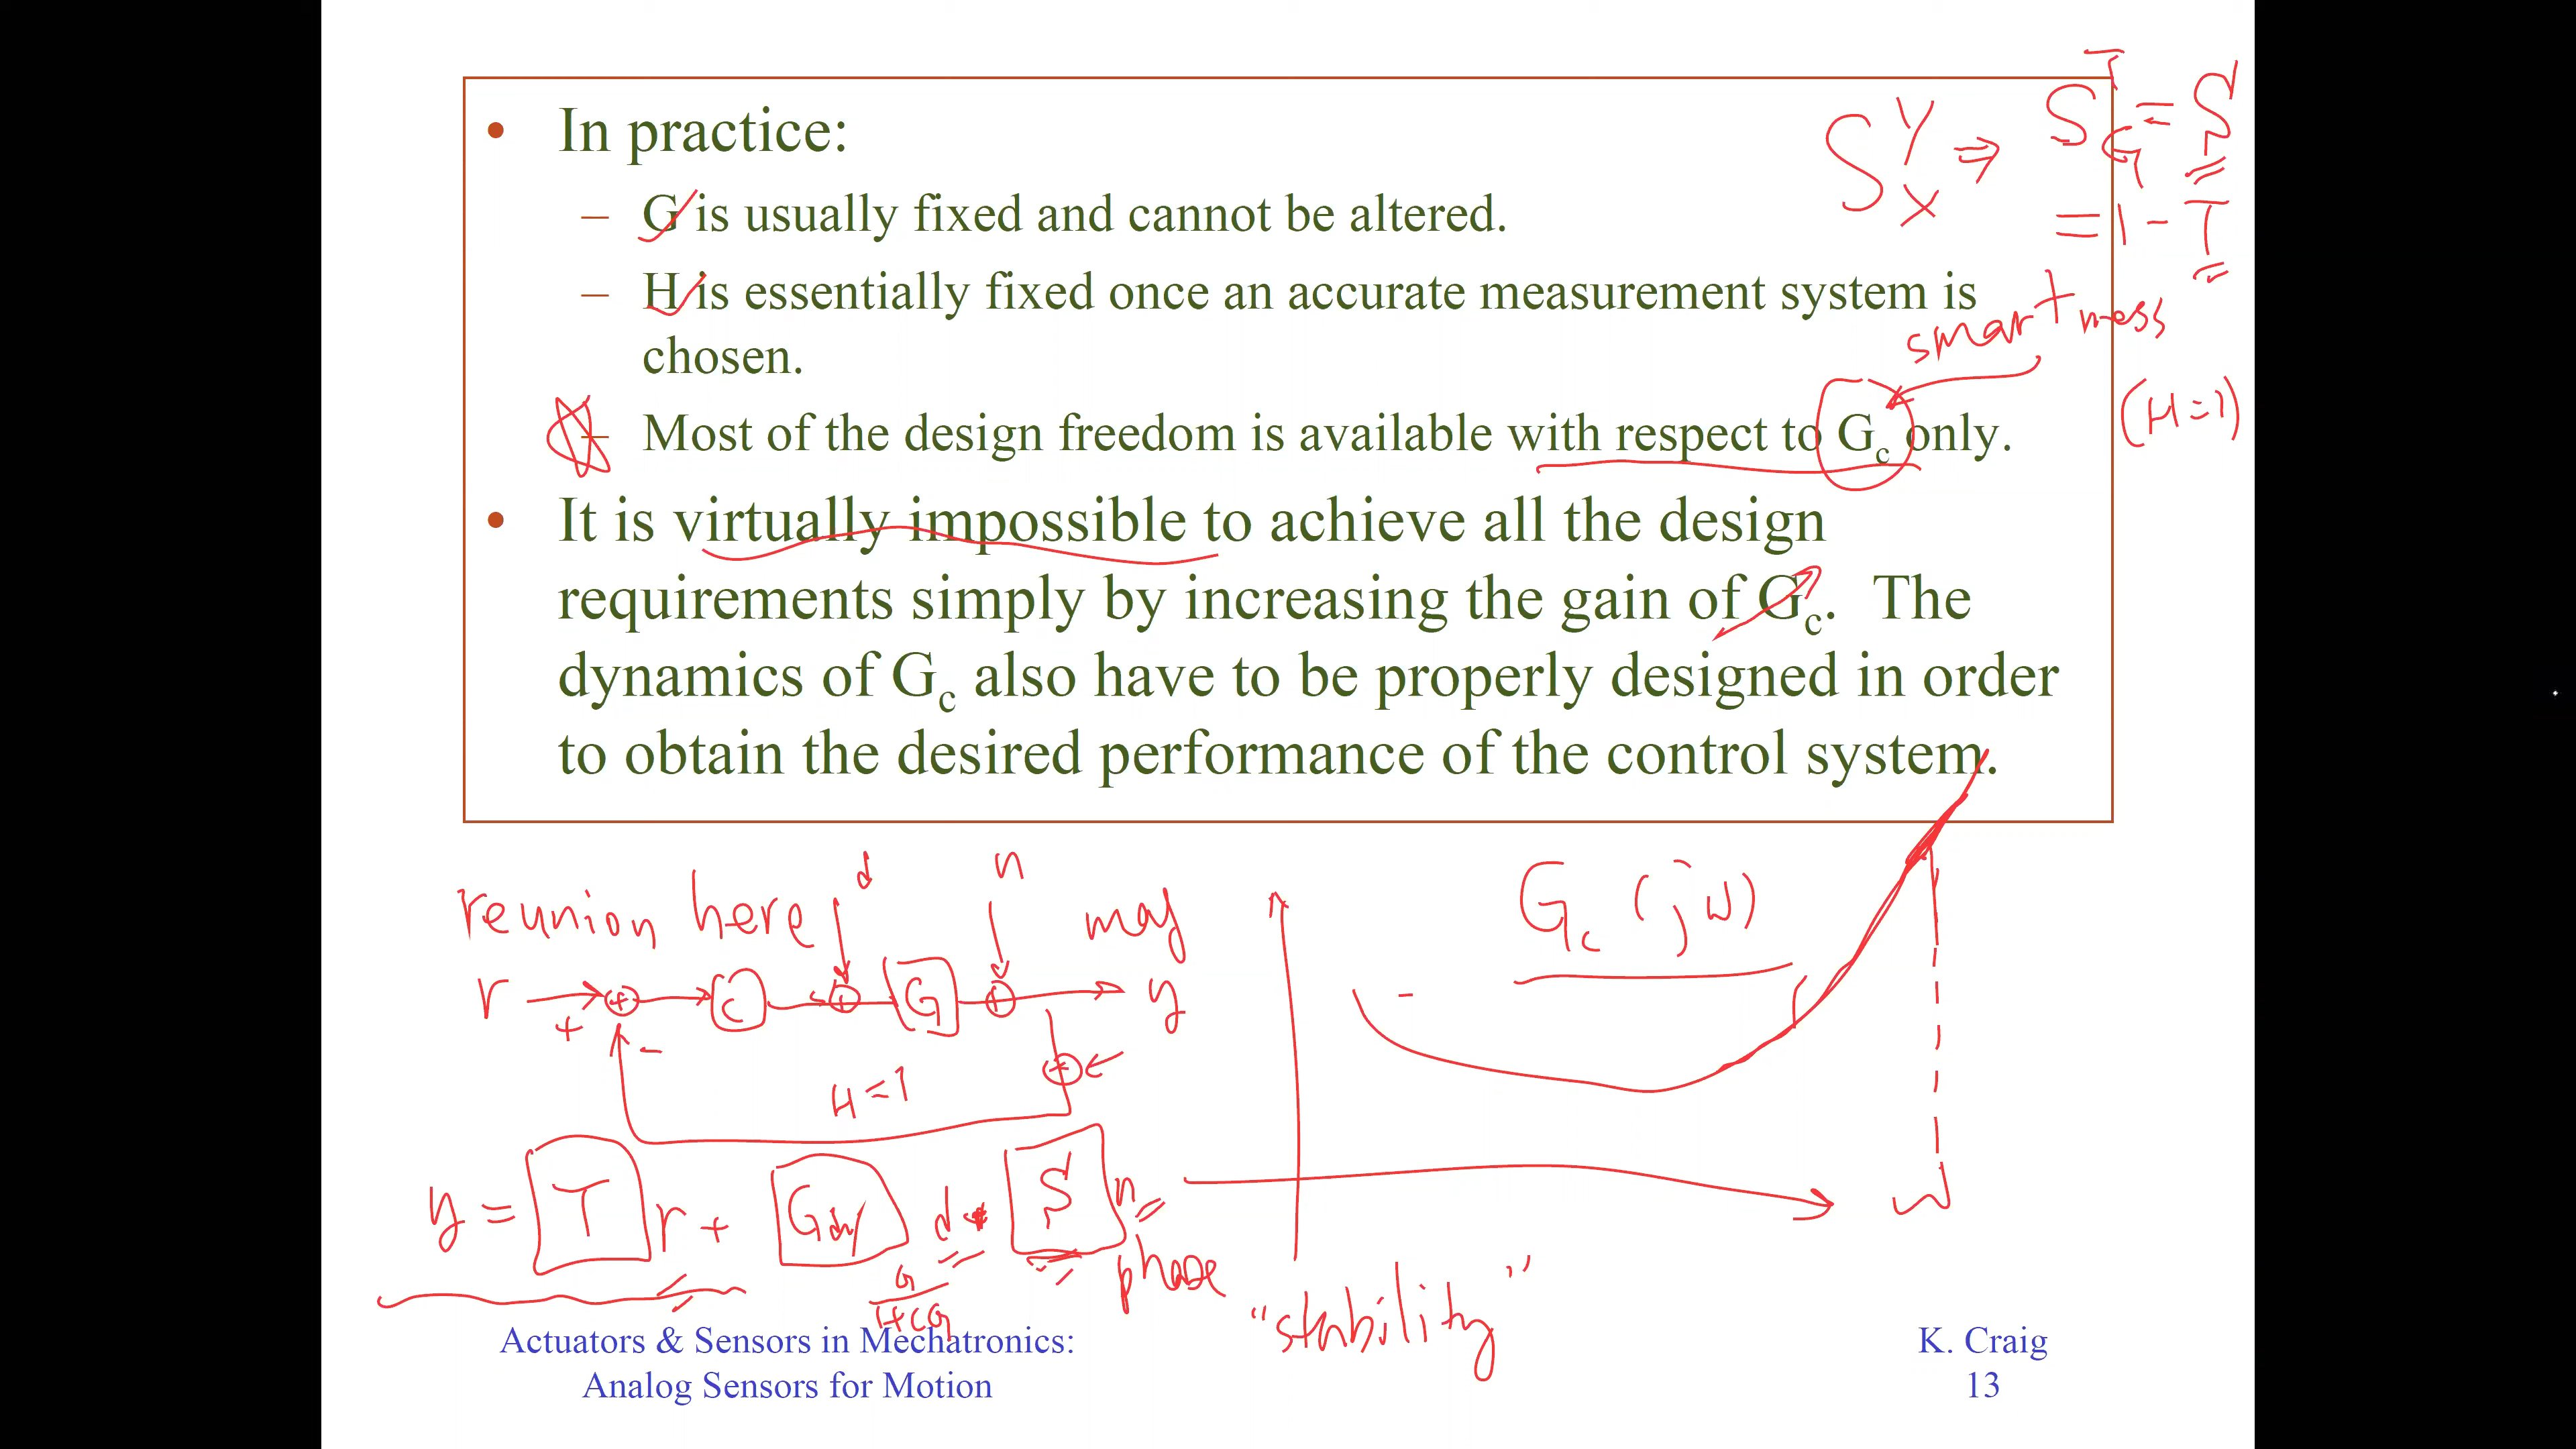 • In practice:
– G is usually fixed and cannot be altered.
– H is essentially fixed once an accurate measurement system is
chosen.
– Most of the design freedom is available with respect to Gc only.
• It is virtually impossible to achieve all the design
requirements simply by increasing the gain of Gc. The
dynamics of Gc also have to be properly designed in order
to obtain the desired performance of the control system.
S Y X ⇒ S T G = S
= 1 - T
smartness
(H=1)
reunion here
d
n
r + - C G y
H = 1
y = T r + Gdy d + S n
G
1+CG
mag
Gc (jω)
ω
phase
"stability"
Actuators & Sensors in Mechatronics:
Analog Sensors for Motion
K. Craig
13